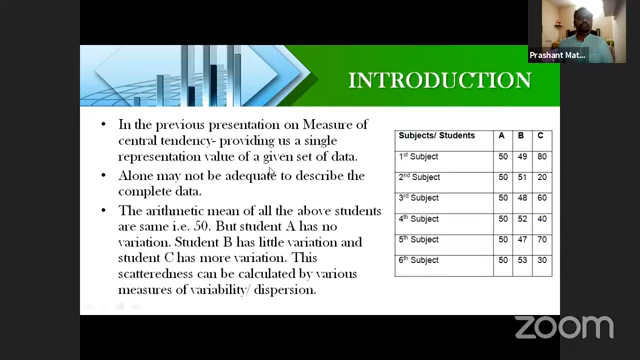 Prashant Mat...
INTRODUCTION
• In the previous presentation on Measure of
central tendency- providing us a single
representation value of a given set of data.
• Alone may not be adequate to describe the
complete data.
• The arithmetic mean of all the above students
are same i.e. 50. But student A has no
variation. Student B has little variation and
student C has more variation. This
scatteredness can be calculated by various
measures of variability/ dispersion.
Subjects/ Students A B C
1st Subject 50 49 80
2nd Subject 50 51 20
3rd Subject 50 48 60
4th Subject 50 52 40
5th Subject 50 47 70
6th Subject 50 53 30
zoom